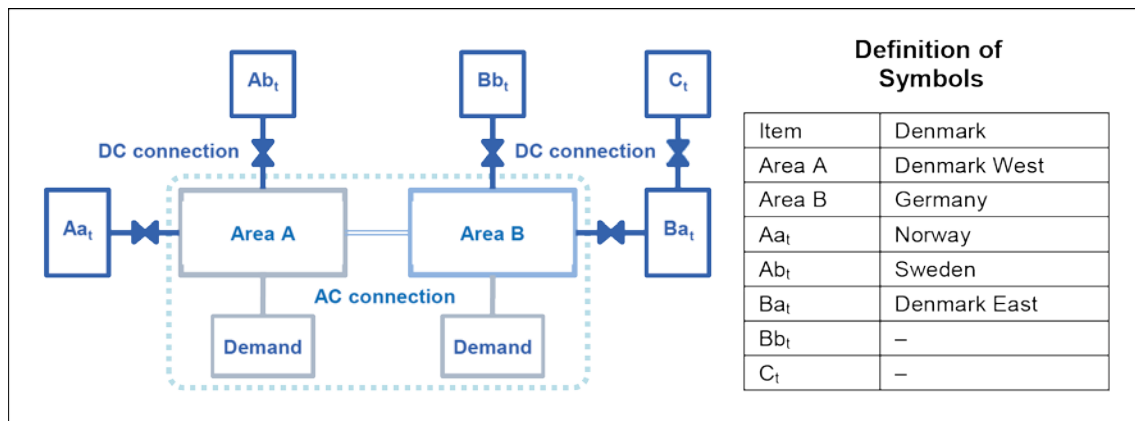 Ab_t
Bb_t
C_t
DC connection
DC connection
Aa_t
Area A
Area B
Ba_t
AC connection
Demand
Demand
Definition of
Symbols
Item Denmark
Area A Denmark West
Area B Germany
Aa_t Norway
Ab_t Sweden
Ba_t Denmark East
Bb_t –
C_t –